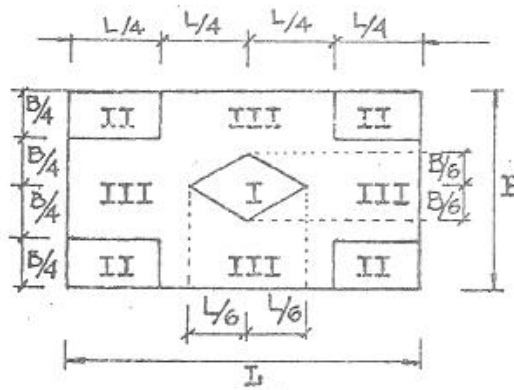 L/4 L/4 L/4 L/4
B/4 II III II
B/4 B/6
III I III B
B/4 B/6
B/4 II III II
L/6 L/6
L